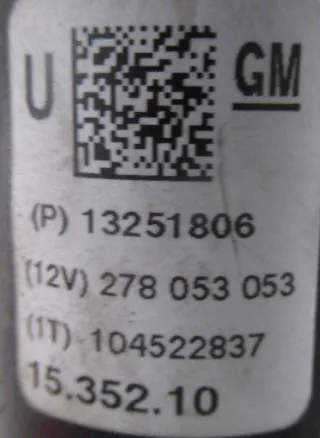 U GM
(P) 13251806
(12V) 278 053 053
(1T) 104522837
15.352.10